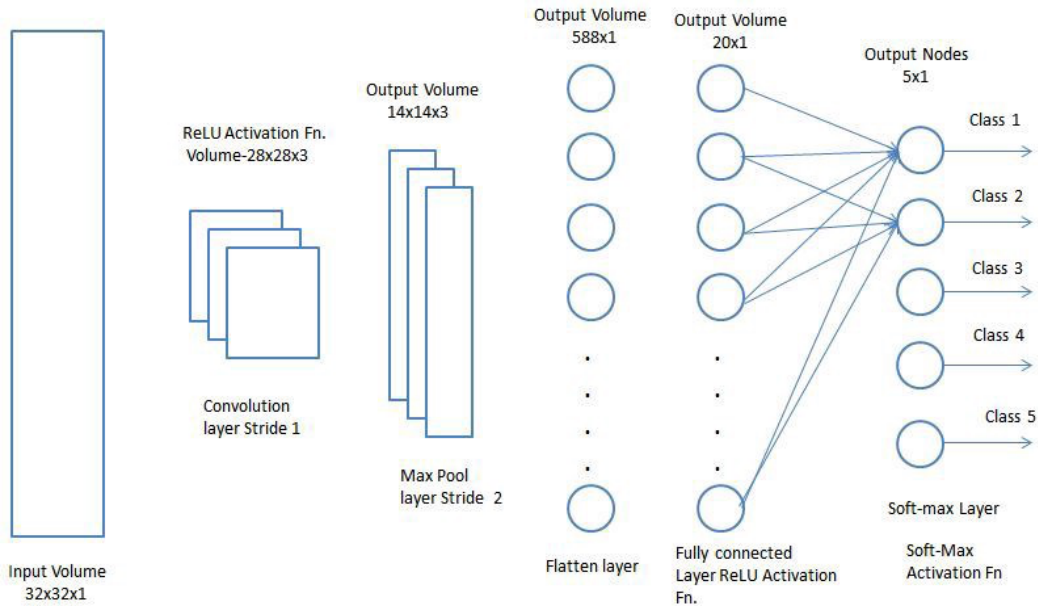 Input Volume
32x32x1
ReLU Activation Fn.
Volume-28x28x3
Convolution
layer Stride 1
Output Volume
14x14x3
Max Pool
layer Stride 2
Output Volume
588x1
Flatten layer
Output Volume
20x1
Fully connected
Layer ReLU Activation
Fn.
Output Nodes
5x1
Class 1
Class 2
Class 3
Class 4
Class 5
Soft-max Layer
Soft-Max
Activation Fn